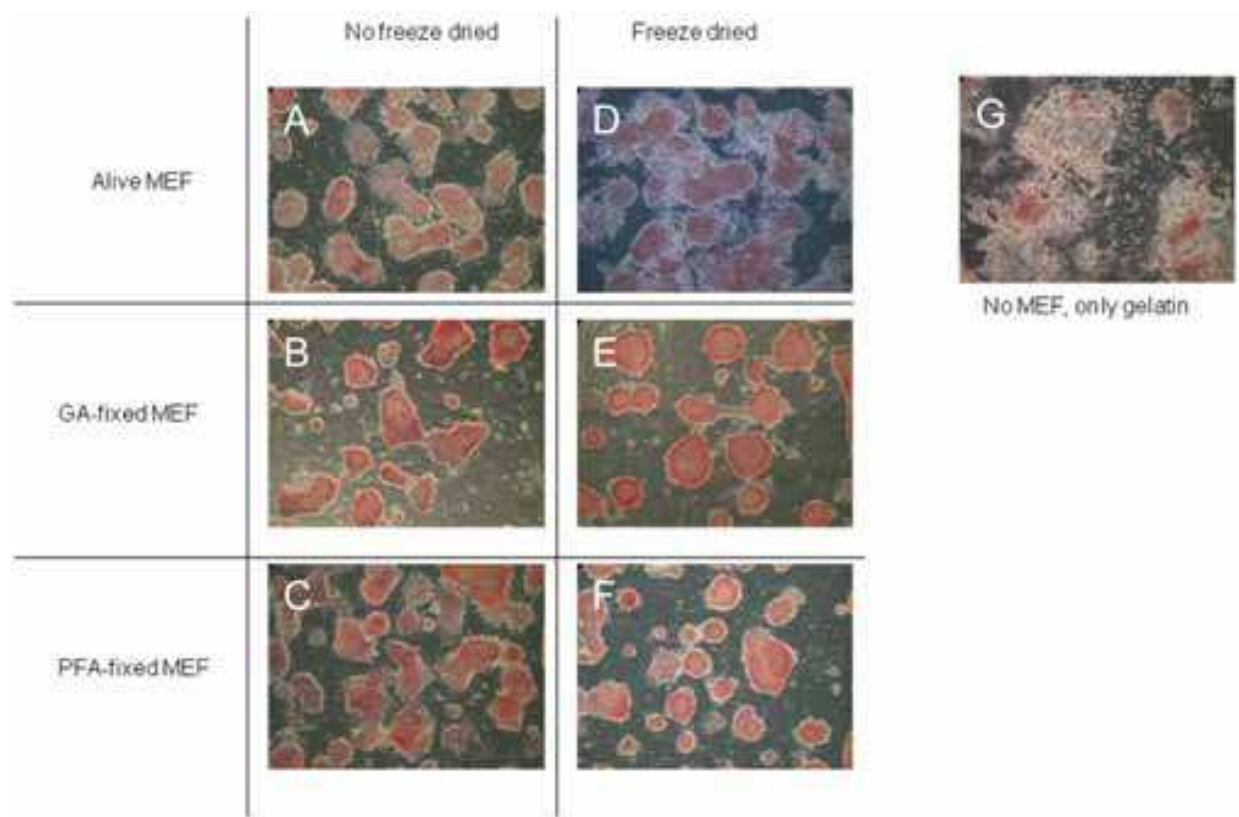 No freeze dried
Freeze dried
A
D
G
Alive MEF
No MEF, only gelatin
B
E
GA-fixed MEF
C
F
PFA-fixed MEF